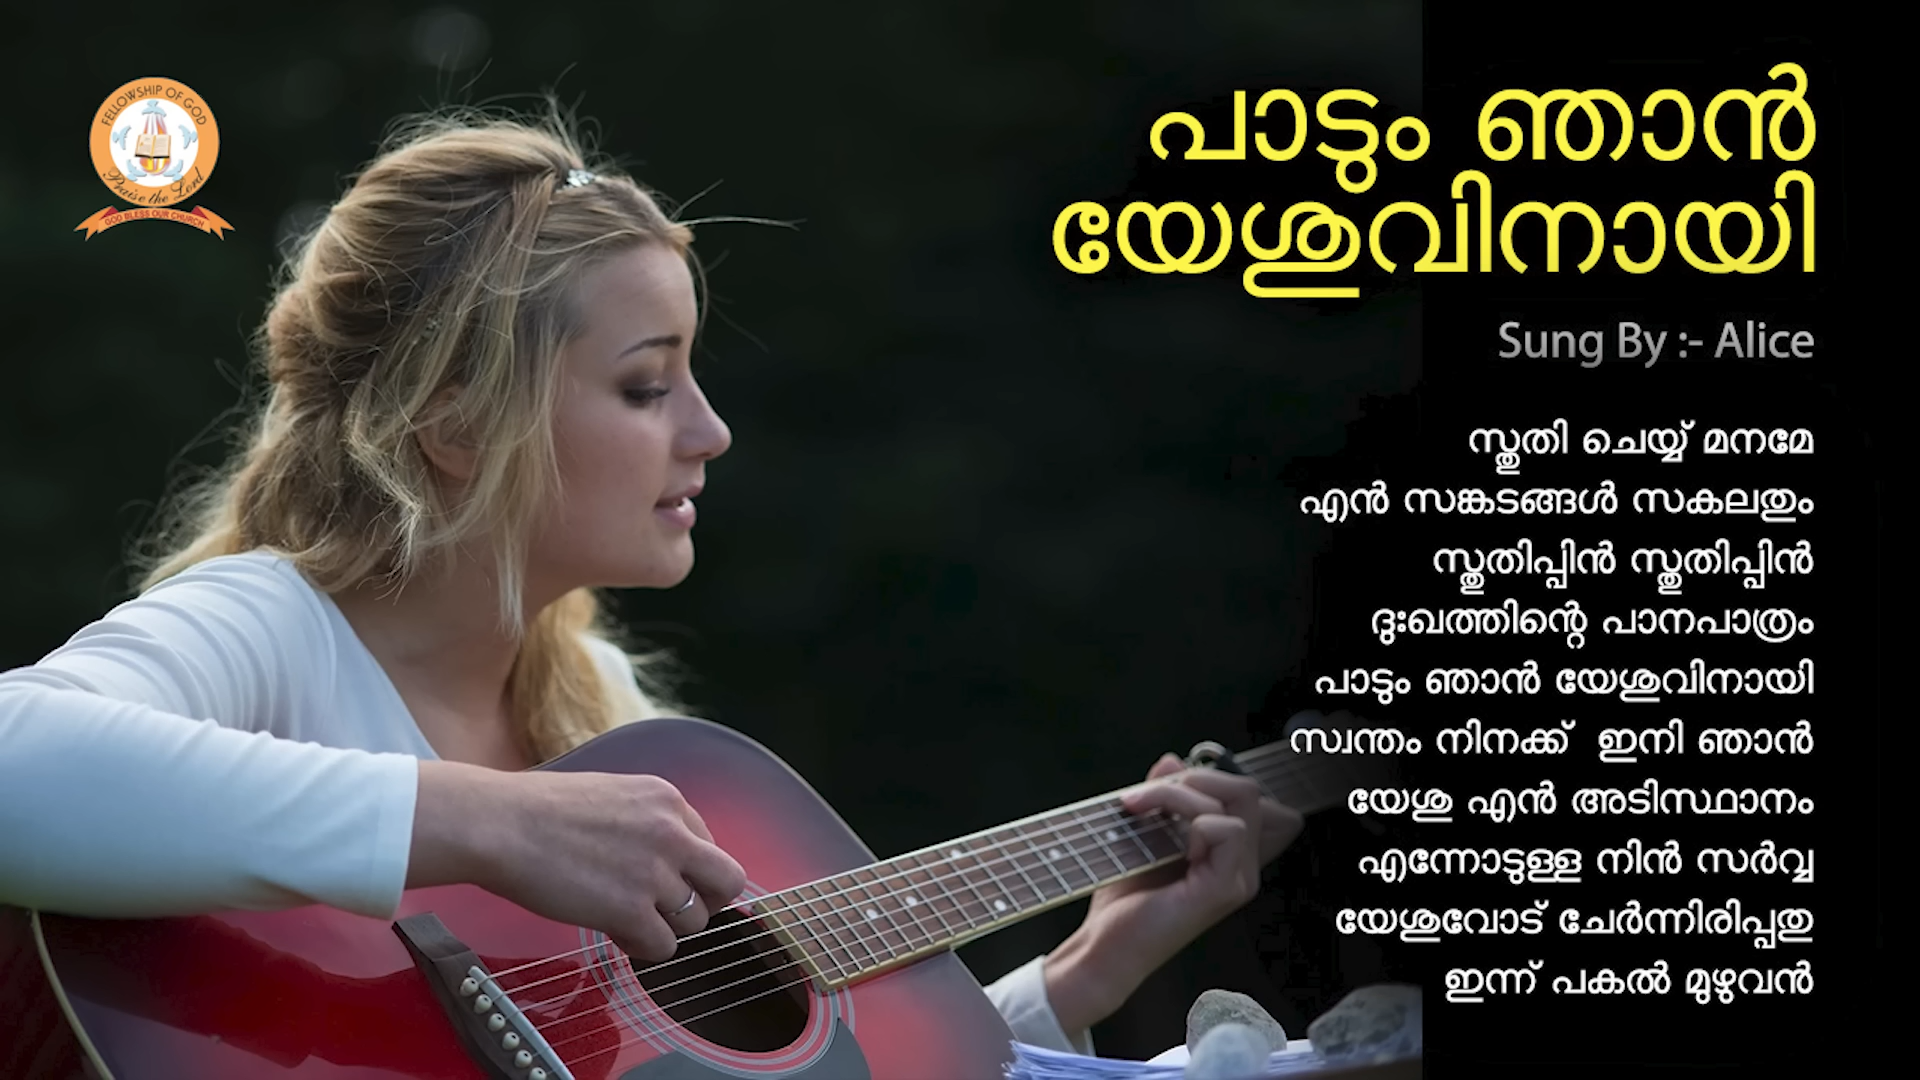 FELLOWSHIP OF GOD
Praise the Lord
GOD BLESS OUR CHURCH
പാടും ഞാൻ
യേശുവിനായി
Sung By :- Alice
സ്തുതി ചെയ്യ് മനമേ
എൻ സങ്കടങ്ങൾ സകലതും
സ്തുതിപ്പിൻ സ്തുതിപ്പിൻ
ദുഃഖത്തിന്റെ പാനപാത്രം
പാടും ഞാൻ യേശുവിനായി
സ്വന്തം നിനക്ക്  ഇനി ഞാൻ
യേശു എൻ അടിസ്ഥാനം
എന്നോടുള്ള നിൻ സർവ്വ
യേശുവോട് ചേർന്നിരിപ്പതു
ഇന്ന് പകൽ മുഴുവൻ